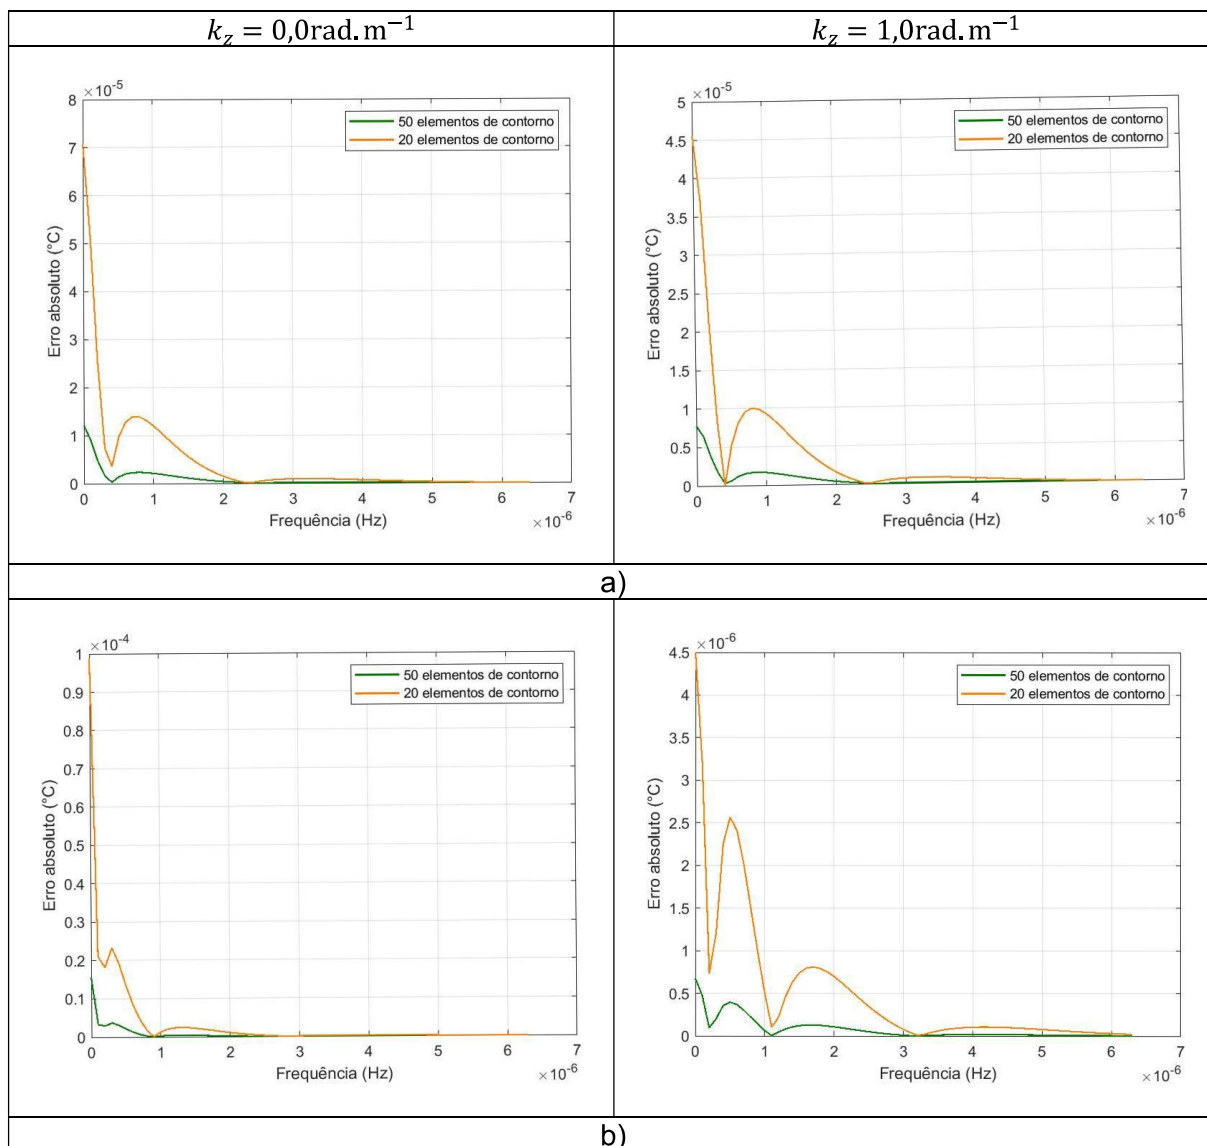 k_z = 0,0rad.m⁻¹
k_z = 1,0rad.m⁻¹
×10⁻⁵
8
7
6
5
4
3
2
1
0
Erro absoluto (°C)
50 elementos de contorno
20 elementos de contorno
0 1 2 3 4 5 6 7
Frequência (Hz)
×10⁻⁶
×10⁻⁵
5
4.5
4
3.5
3
2.5
2
1.5
1
0.5
0
Erro absoluto (°C)
50 elementos de contorno
20 elementos de contorno
0 1 2 3 4 5 6 7
Frequência (Hz)
×10⁻⁶
a)
×10⁻⁴
1
0.9
0.8
0.7
0.6
0.5
0.4
0.3
0.2
0.1
0
Erro absoluto (°C)
50 elementos de contorno
20 elementos de contorno
0 1 2 3 4 5 6 7
Frequência (Hz)
×10⁻⁶
×10⁻⁶
4.5
4
3.5
3
2.5
2
1.5
1
0.5
0
Erro absoluto (°C)
50 elementos de contorno
20 elementos de contorno
0 1 2 3 4 5 6 7
Frequência (Hz)
×10⁻⁶
b)